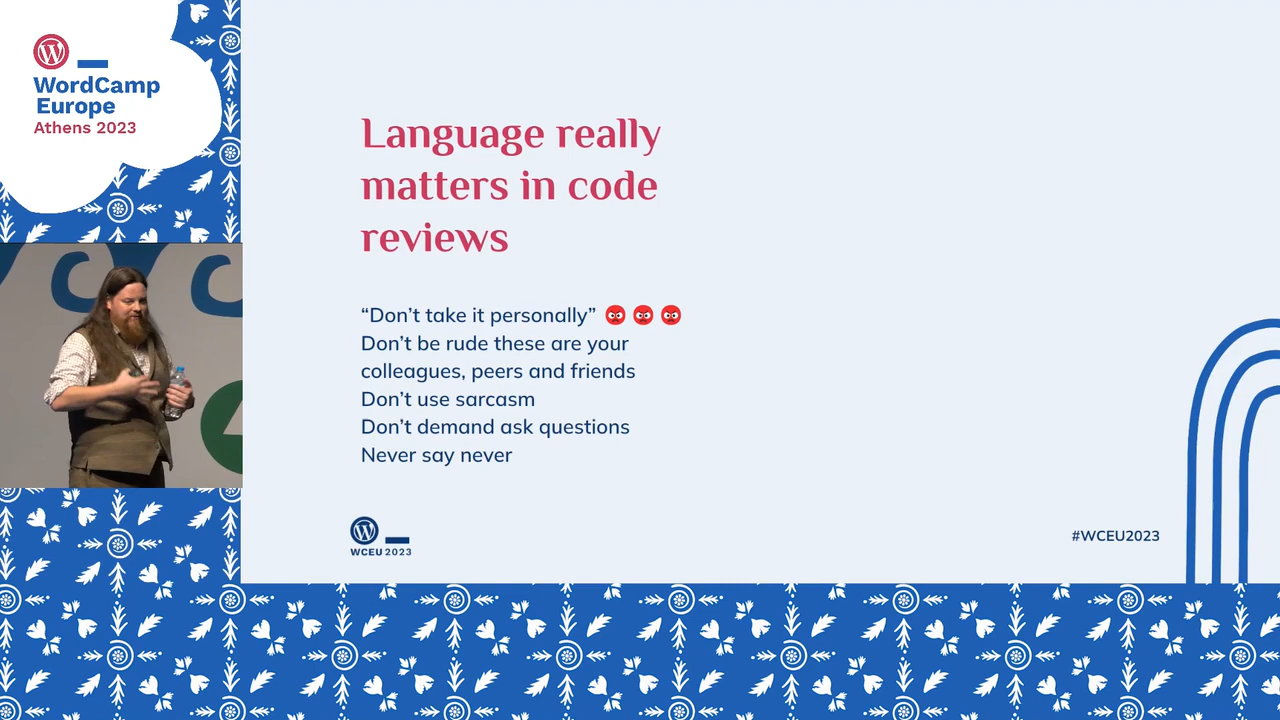 WordCamp
Europe
Athens 2023
Language really
matters in code
reviews
“Don’t take it personally” 😡 😡 😡
Don’t be rude these are your
colleagues, peers and friends
Don’t use sarcasm
Don’t demand ask questions
Never say never
WCEU 2023
#WCEU2023